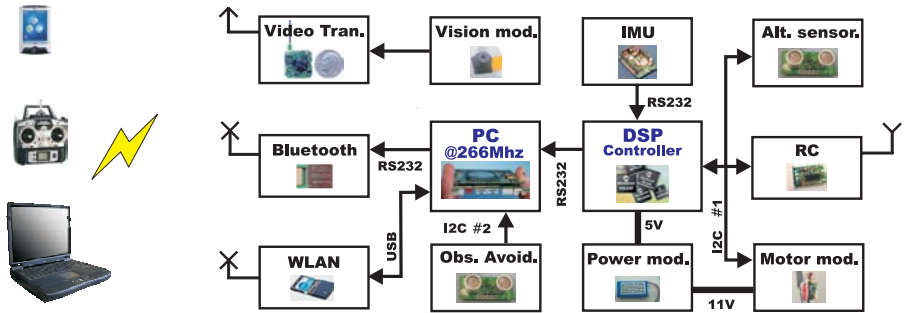 Video Tran.
Vision mod.
IMU
Alt. sensor.
RS232
Bluetooth
PC
@266Mhz
DSP
Controller
RC
RS232
RS232
I2C #1
USB
I2C #2
5V
WLAN
Obs. Avoid.
Power mod.
Motor mod.
11V